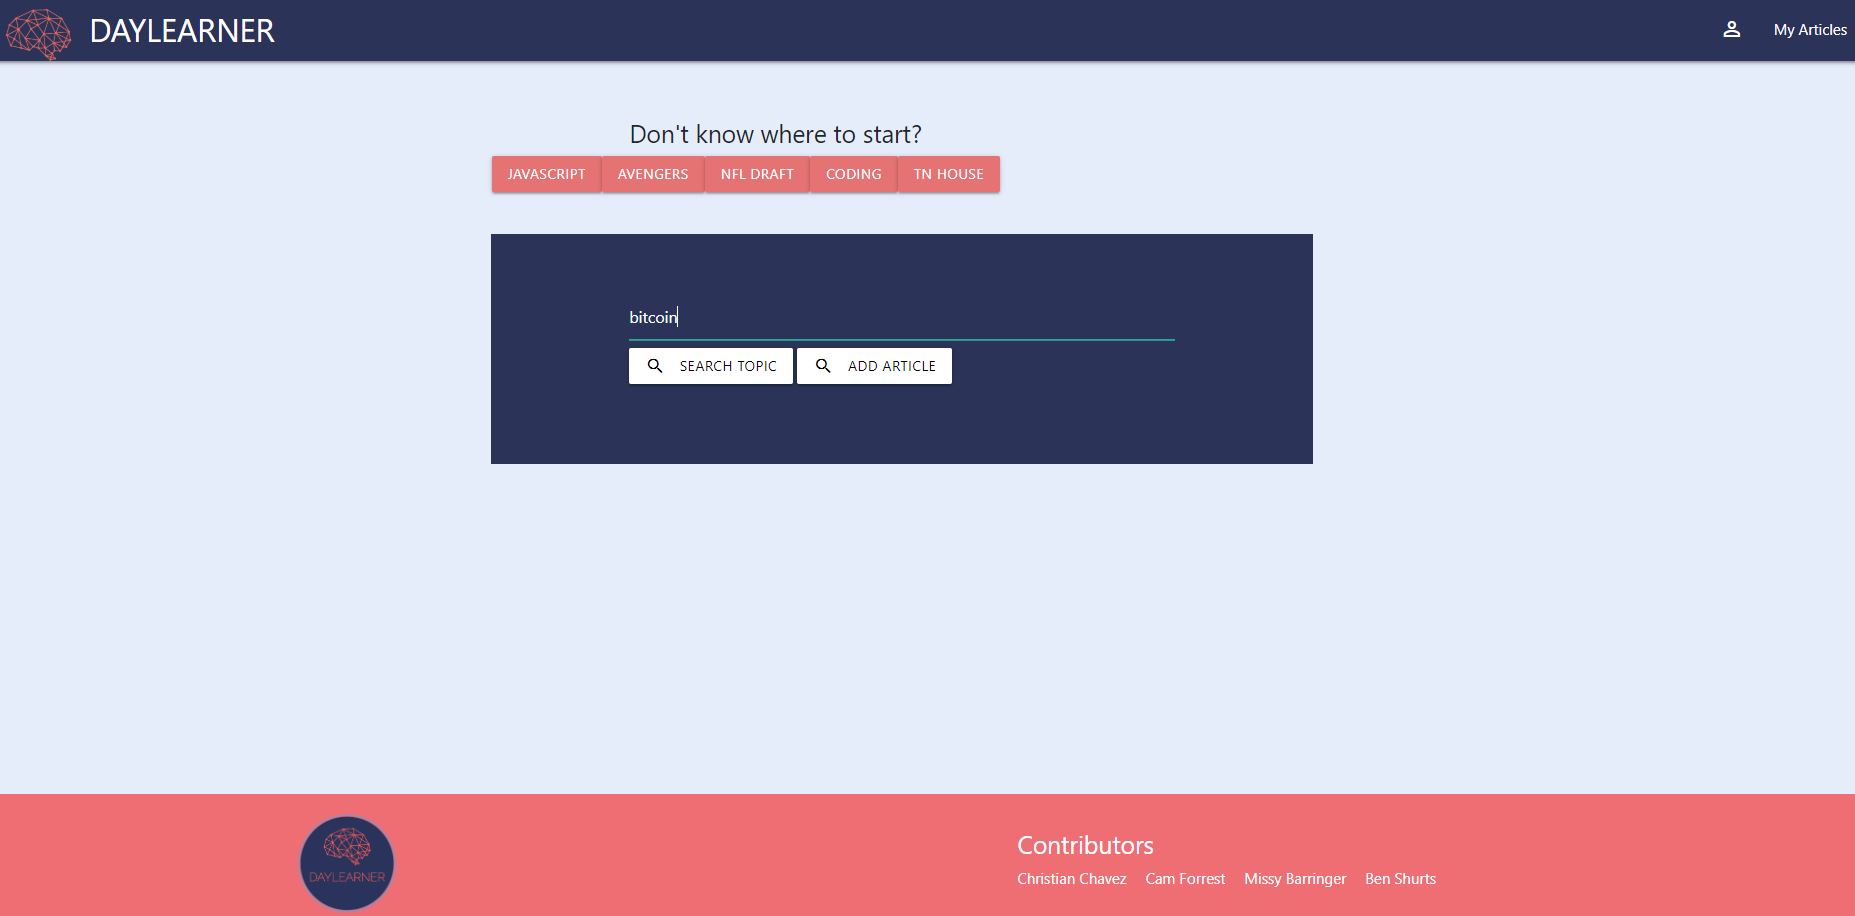 DAYLEARNER
My Articles
Don't know where to start?
JAVASCRIPT AVENGERS NFL DRAFT CODING TN HOUSE
bitcoin
SEARCH TOPIC ADD ARTICLE
DAYLEARNER
Contributors
Christian Chavez Cam Forrest Missy Barringer Ben Shurts